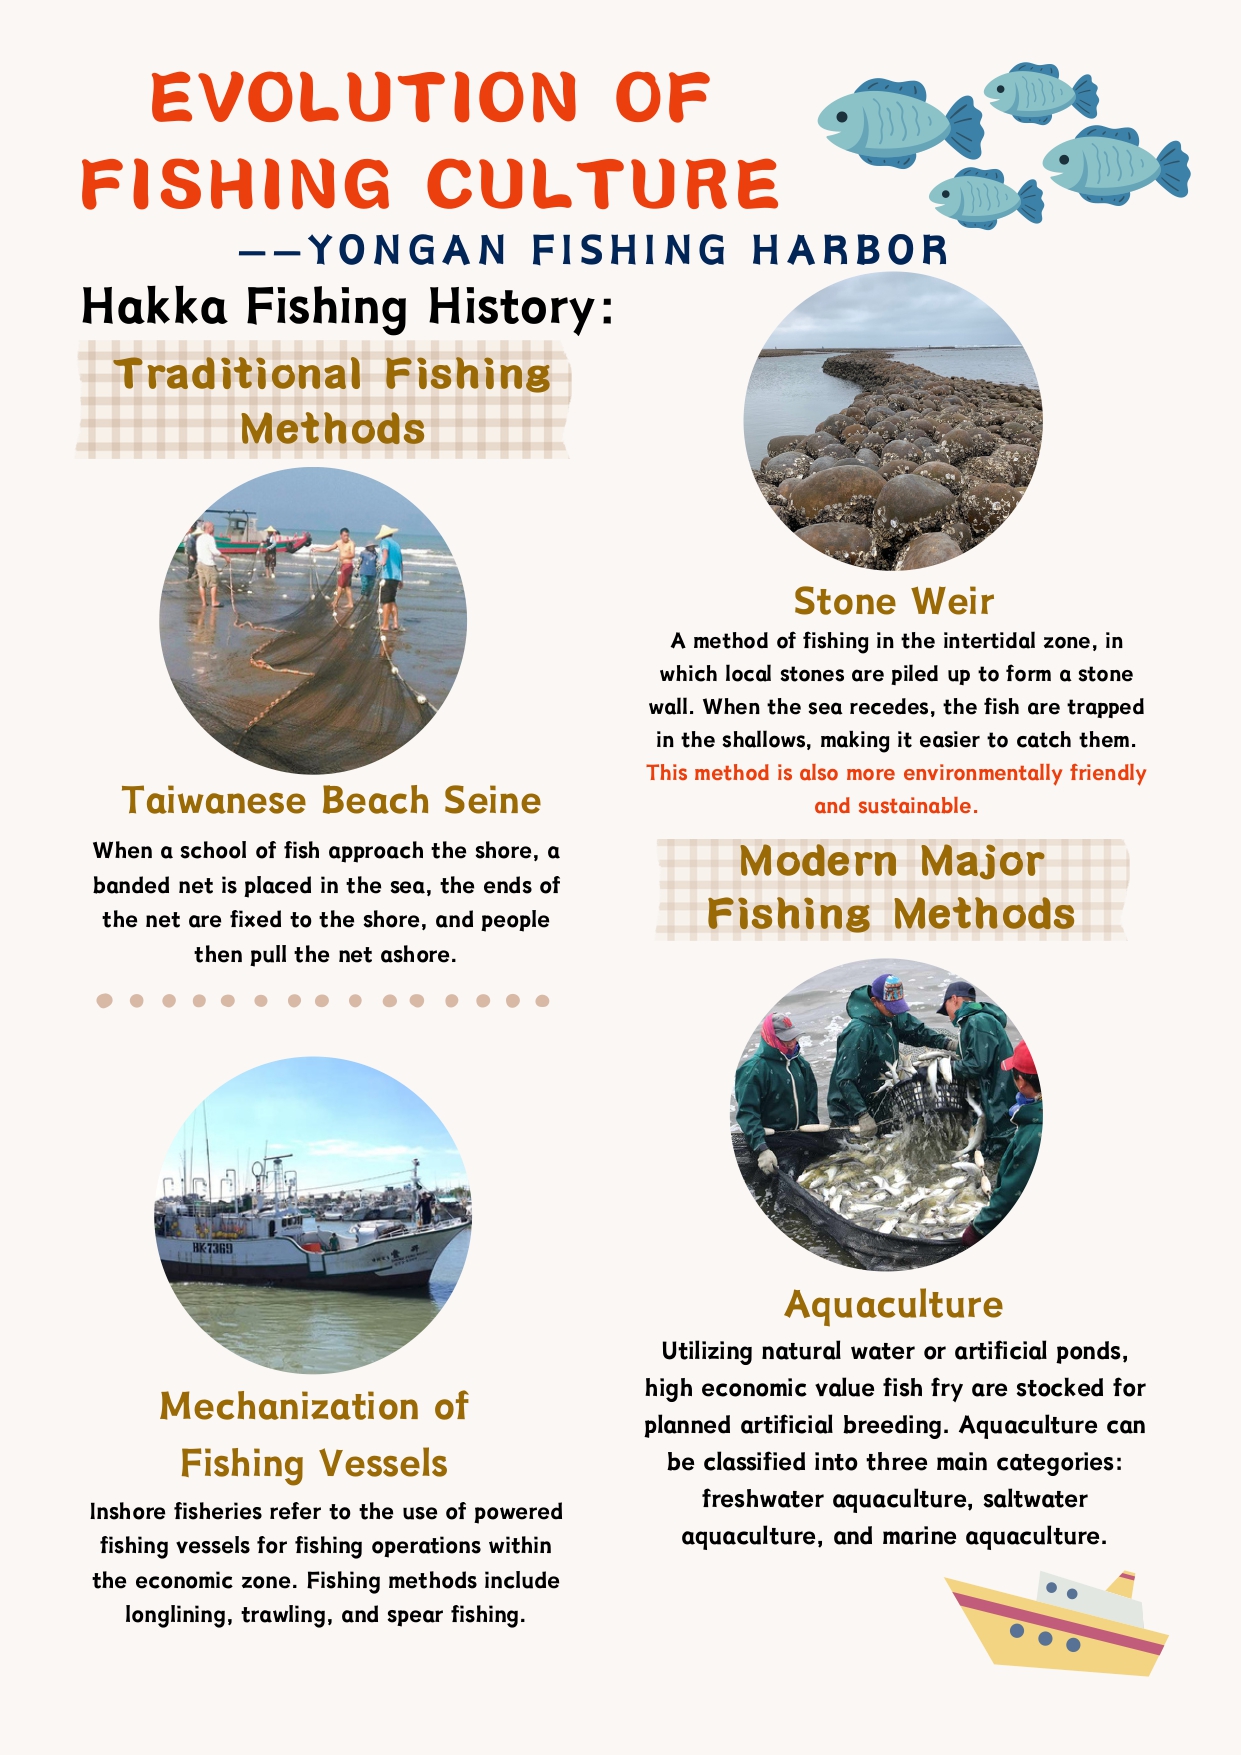 EVOLUTION OF
FISHING CULTURE
——YONGAN FISHING HARBOR
Hakka Fishing History:
Traditional Fishing
Methods
Taiwanese Beach Seine
When a school of fish approach the shore, a
banded net is placed in the sea, the ends of
the net are fixed to the shore, and people
then pull the net ashore.
Stone Weir
A method of fishing in the intertidal zone, in
which local stones are piled up to form a stone
wall. When the sea recedes, the fish are trapped
in the shallows, making it easier to catch them.
This method is also more environmentally friendly
and sustainable.
Modern Major
Fishing Methods
BK-7369
Mechanization of
Fishing Vessels
Inshore fisheries refer to the use of powered
fishing vessels for fishing operations within
the economic zone. Fishing methods include
longlining, trawling, and spear fishing.
Aquaculture
Utilizing natural water or artificial ponds,
high economic value fish fry are stocked for
planned artificial breeding. Aquaculture can
be classified into three main categories:
freshwater aquaculture, saltwater
aquaculture, and marine aquaculture.